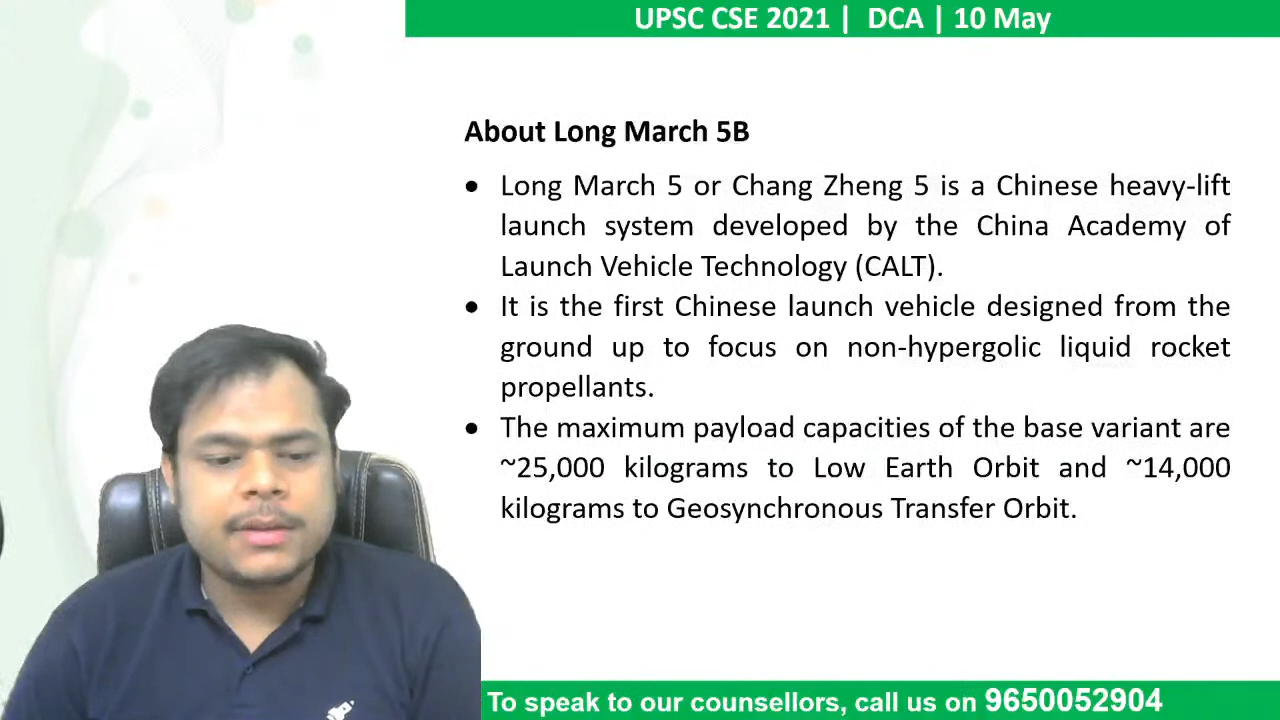 UPSC CSE 2021 | DCA | 10 May
About Long March 5B
• Long March 5 or Chang Zheng 5 is a Chinese heavy-lift
launch system developed by the China Academy of
Launch Vehicle Technology (CALT).
• It is the first Chinese launch vehicle designed from the
ground up to focus on non-hypergolic liquid rocket
propellants.
• The maximum payload capacities of the base variant are
~25,000 kilograms to Low Earth Orbit and ~14,000
kilograms to Geosynchronous Transfer Orbit.
To speak to our counsellors, call us on 9650052904